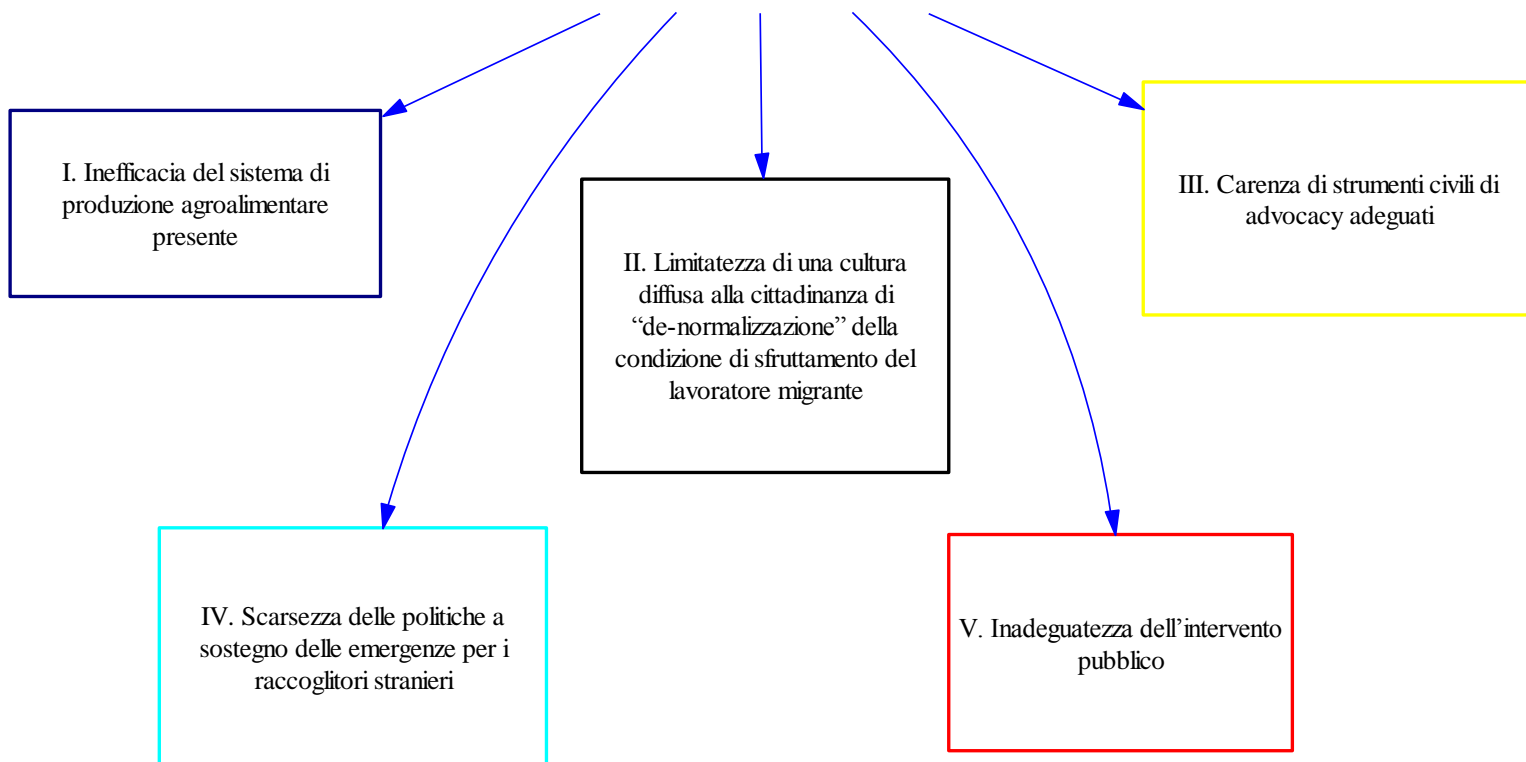 I. Inefficacia del sistema di
produzione agroalimentare
presente
II. Limitatezza di una cultura
diffusa alla cittadinanza di
“de-normalizzazione” della
condizione di sfruttamento del
lavoratore migrante
III. Carenza di strumenti civili di
advocacy adeguati
IV. Scarsezza delle politiche a
sostegno delle emergenze per i
raccoglitori stranieri
V. Inadeguatezza dell’intervento
pubblico